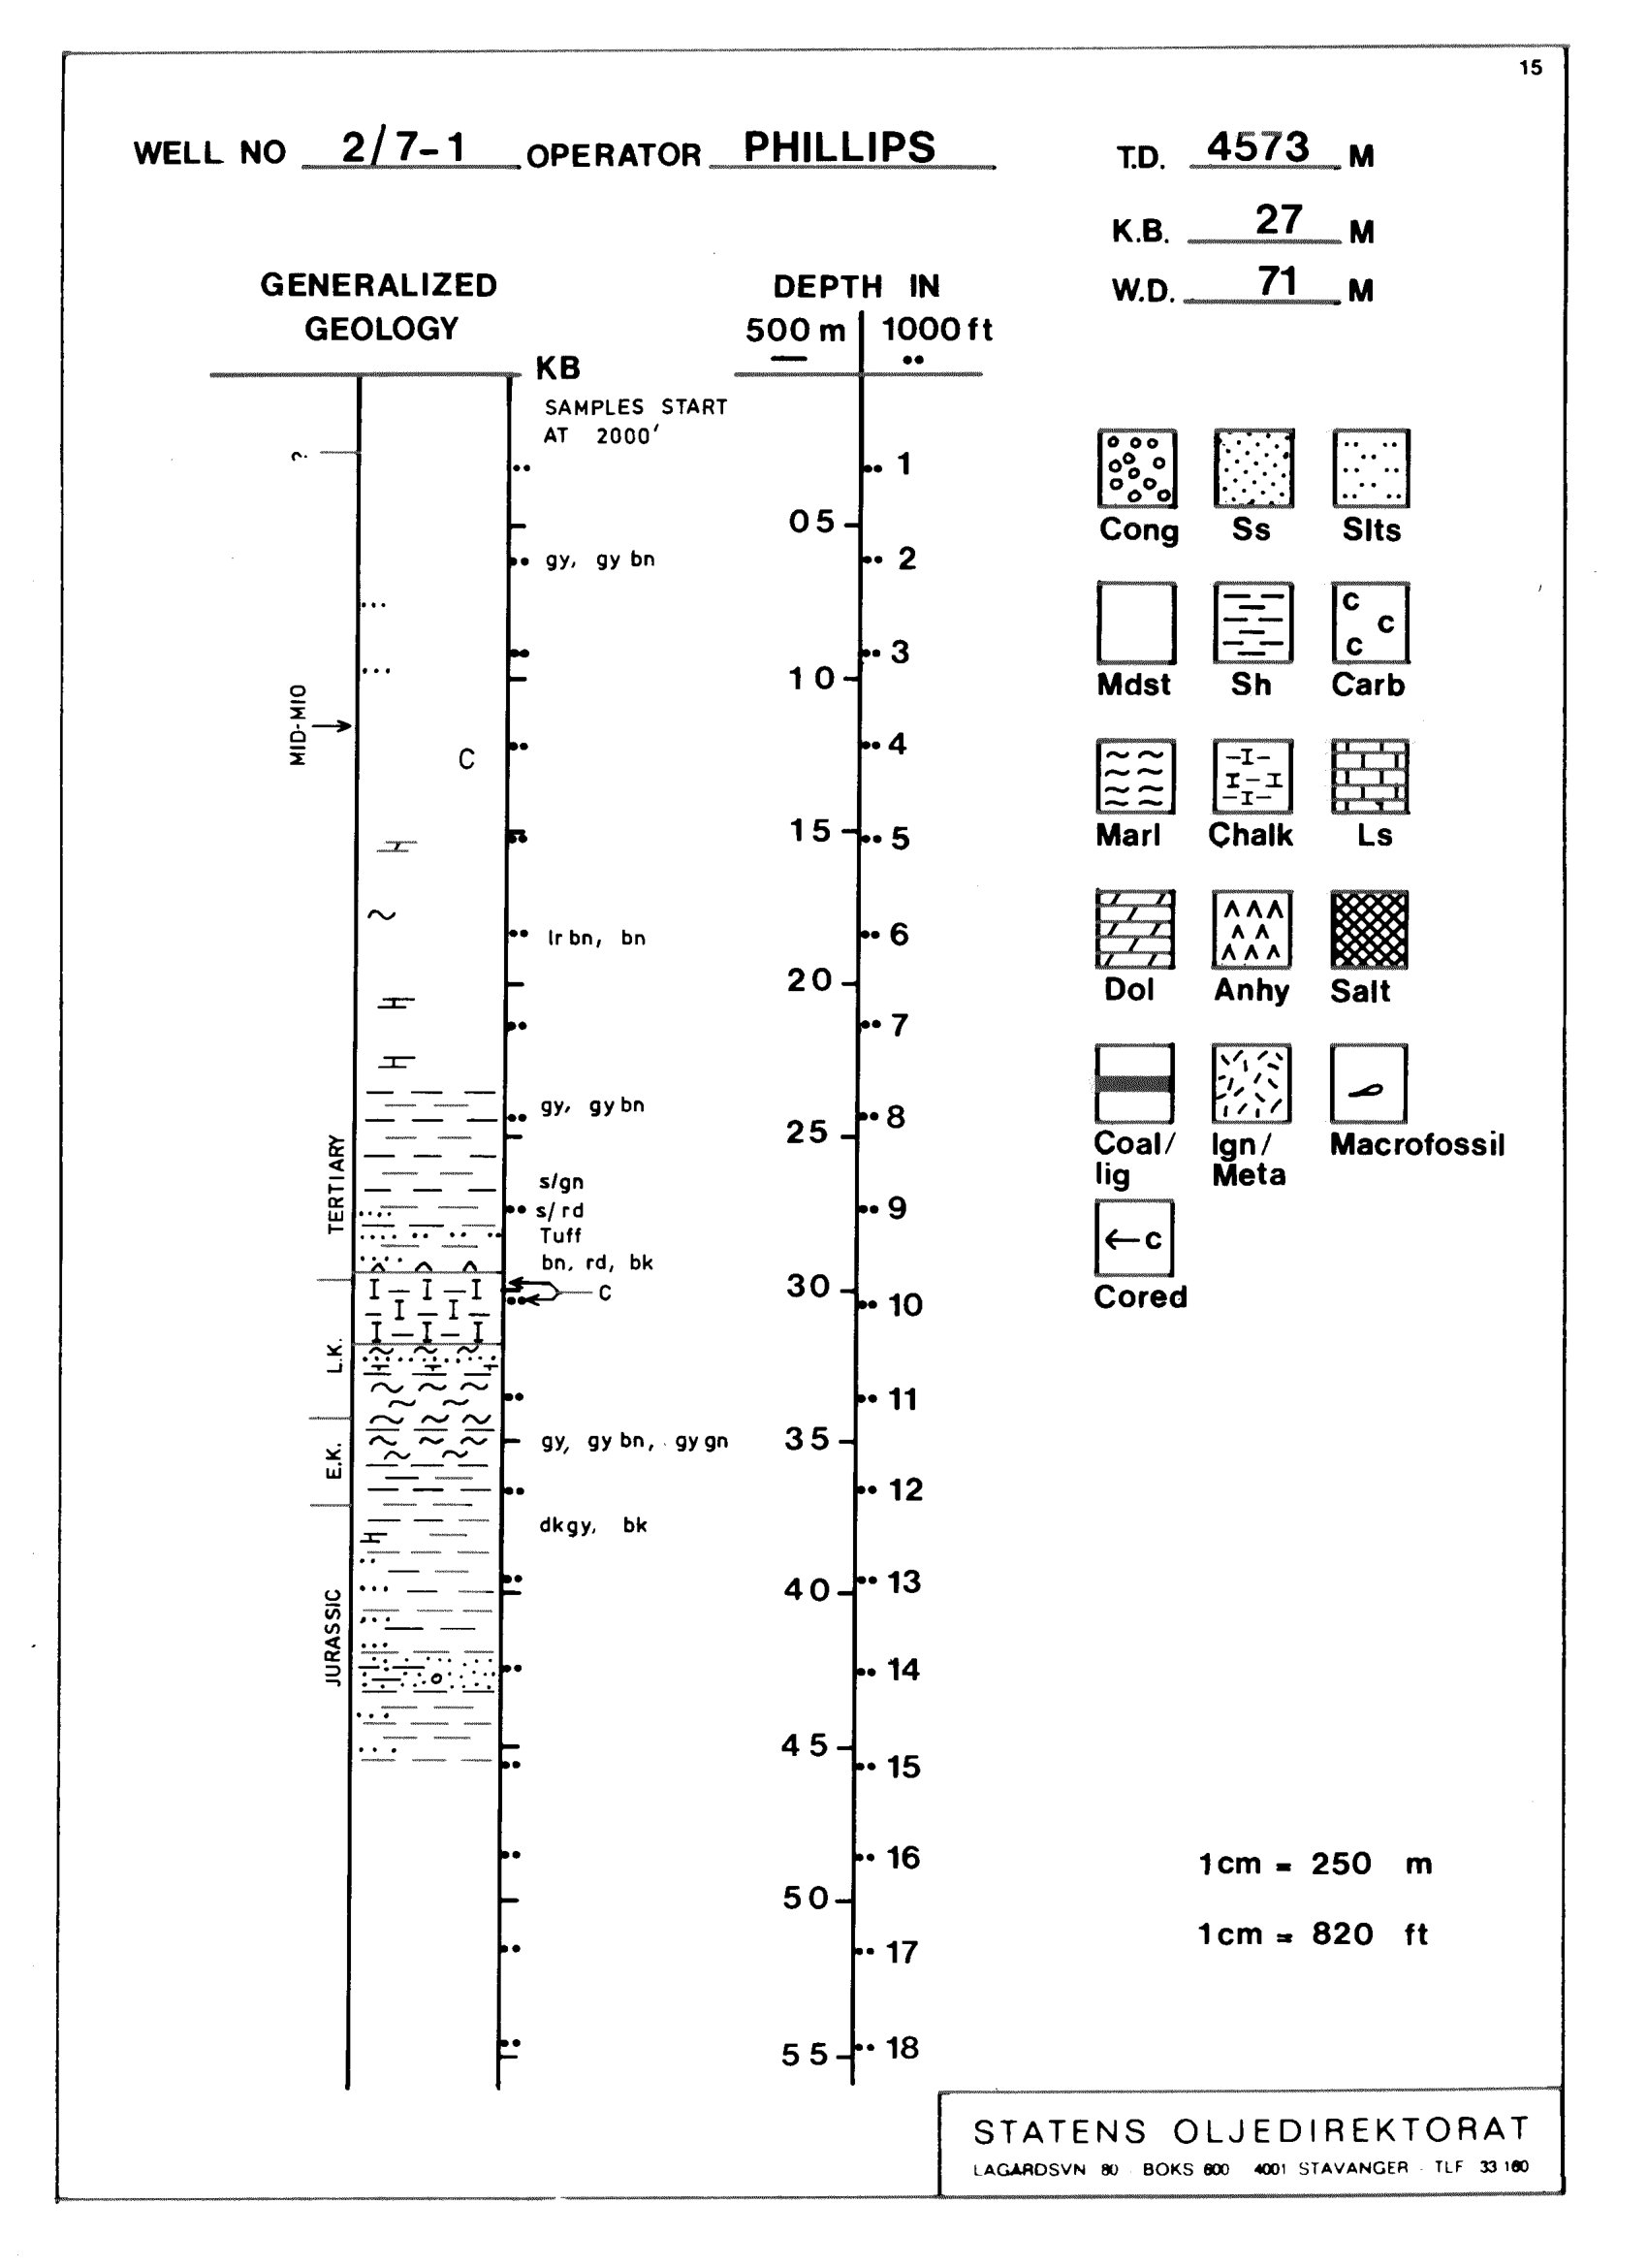 15
WELL NO 2/7-1 OPERATOR PHILLIPS T.D. 4573 M
K.B. 27 M
W.D. 71 M
GENERALIZED GEOLOGY
DEPTH IN
500 m 1000 ft
KB
SAMPLES START
AT 2000'
?
1
05
Cong Ss Slts
gy, gy bn
2
3
10
C C C
Mdst Sh Carb
MID-MIO
C
4
15
5
Marl Chalk Ls
lr bn, bn
6
20
Dol Anhy Salt
7
gy, gy bn
8
25
Coal/
lig
Ign/
Meta
Macrofossil
TERTIARY
s/gn
s/rd
9
Tuff
←C
bn, rd, bk
C
30
10
Cored
L.K.
11
E.K.
gy, gy bn, gy gn
35
12
dkgy, bk
40
13
JURASSIC
14
45
15
16
1cm = 250 m
50
1cm = 820 ft
17
55
18
STATENS OLJEDIREKTORAT
LAGÅRDSVN 80 BOKS 600 4001 STAVANGER TLF 33 160